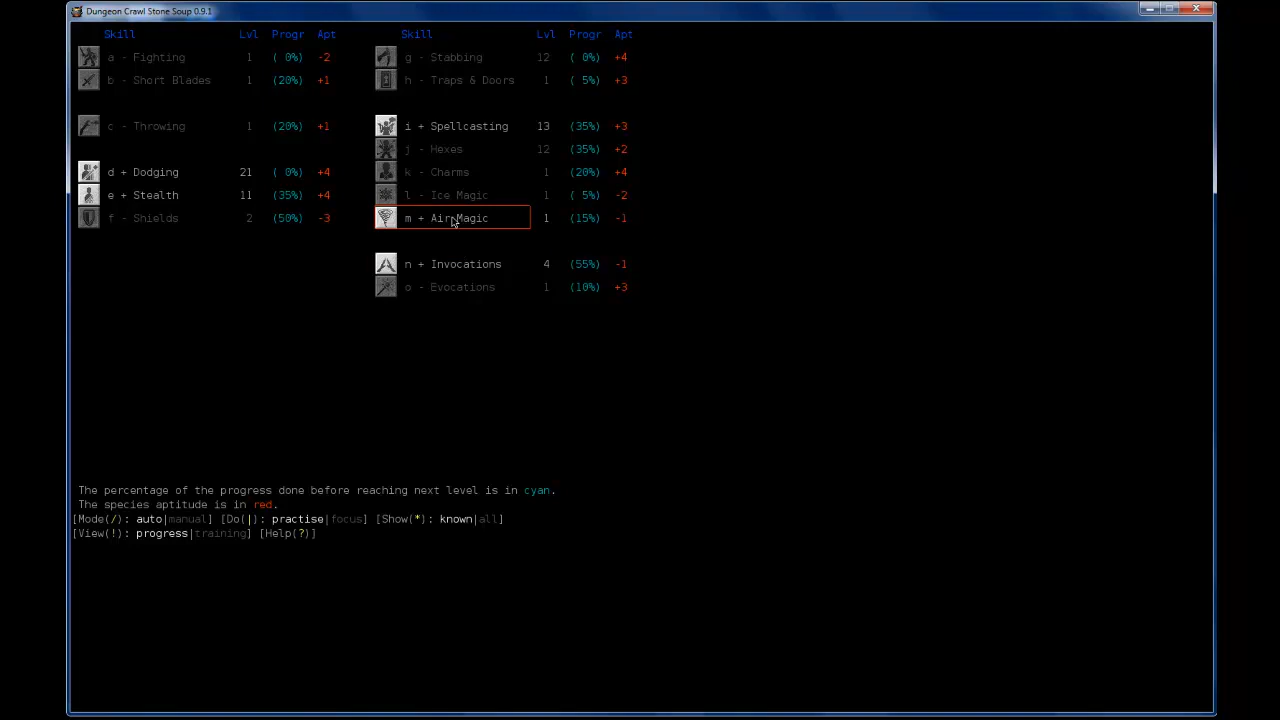 Dungeon Crawl Stone Soup 0.9.1
Skill Lvl Progr Apt Skill Lvl Progr Apt
a - Fighting 1 ( 0%) -2 g - Stabbing 12 ( 0%) +4
b - Short Blades 1 (20%) +1 h - Traps & Doors 1 ( 5%) +3
c - Throwing 1 (20%) +1 i + Spellcasting 13 (35%) +3
j - Hexes 12 (35%) +2
d + Dodging 21 ( 0%) +4 k - Charms 1 (20%) +4
e + Stealth 11 (35%) +4 l - Ice Magic 1 ( 5%) -2
f - Shields 2 (50%) -3 m + Air Magic 1 (15%) -1
n + Invocations 4 (55%) -1
o - Evocations 1 (10%) +3
The percentage of the progress done before reaching next level is in cyan.
The species aptitude is in red.
[Mode(/): auto|manual] [Do(|): practise|focus] [Show(*): known|all]
[View(!): progress|training] [Help(?)]